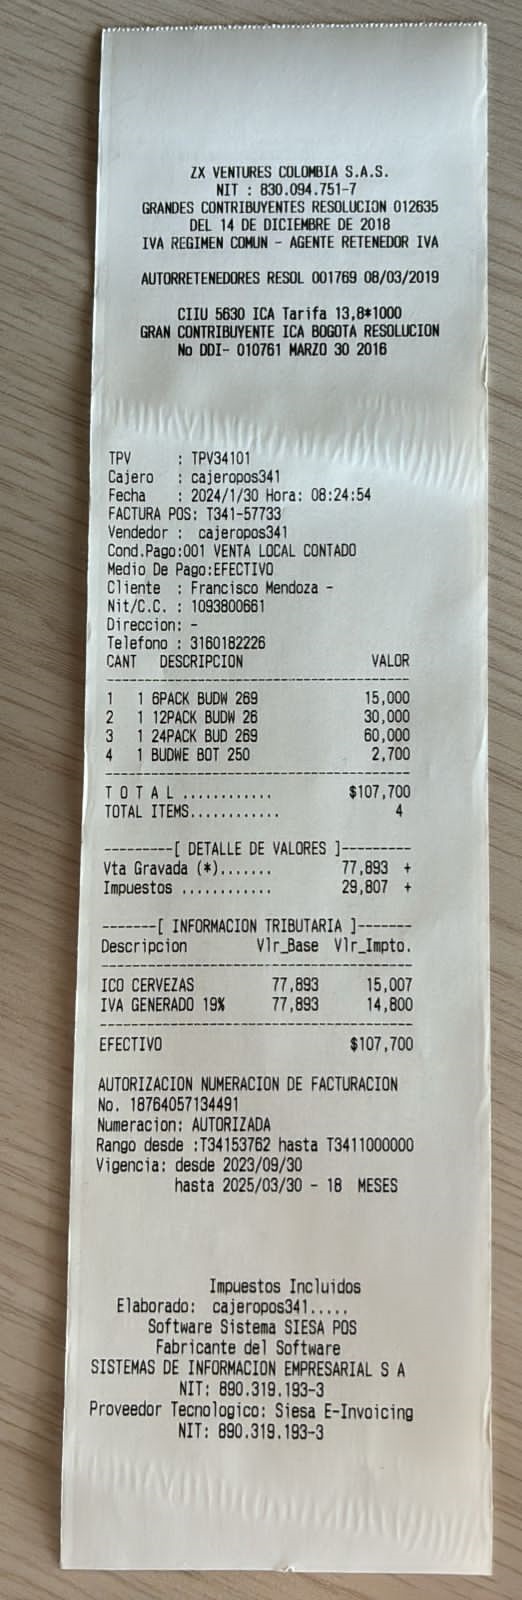 ZX VENTURES COLOMBIA S.A.S.
NIT : 830.094.751-7
GRANDES CONTRIBUYENTES RESOLUCION 012635
DEL 14 DE DICIEMBRE DE 2018
IVA REGIMEN COMUN - AGENTE RETENEDOR IVA
AUTORRETENEDORES RESOL 001769 08/03/2019
CIIU 5630 ICA Tarifa 13,8*1000
GRAN CONTRIBUYENTE ICA BOGOTA RESOLUCION
No DDI- 010761 MARZO 30 2016
TPV : TPV34101
Cajero : cajeropos341
Fecha : 2024/1/30 Hora: 08:24:54
FACTURA POS: T341-57733
Vendedor : cajeropos341
Cond.Pago:001 VENTA LOCAL CONTADO
Medio De Pago:EFECTIVO
Cliente : Francisco Mendoza -
Nit/C.C. : 1093800661
Direccion: -
Telefono : 3160182226
CANT DESCRIPCION VALOR
1 1 6PACK BUDW 269 15,000
2 1 12PACK BUDW 26 30,000
3 1 24PACK BUD 269 60,000
4 1 BUDWE BOT 250 2,700
T O T A L ............ $107,700
TOTAL ITEMS............ 4
---------[ DETALLE DE VALORES ]---------
Vta Gravada (*)....... 77,893 +
Impuestos ............ 29,807 +
-------[ INFORMACION TRIBUTARIA ]-------
Descripcion Vlr_Base Vlr_Impto.
ICO CERVEZAS 77,893 15,007
IVA GENERADO 19% 77,893 14,800
EFECTIVO $107,700
AUTORIZACION NUMERACION DE FACTURACION
No. 18764057134491
Numeracion: AUTORIZADA
Rango desde :T34153762 hasta T3411000000
Vigencia: desde 2023/09/30
hasta 2025/03/30 - 18 MESES
Impuestos Incluidos
Elaborado: cajeropos341.....
Software Sistema SIESA POS
Fabricante del Software
SISTEMAS DE INFORMACION EMPRESARIAL S A
NIT: 890.319.193-3
Proveedor Tecnologico: Siesa E-Invoicing
NIT: 890.319.193-3